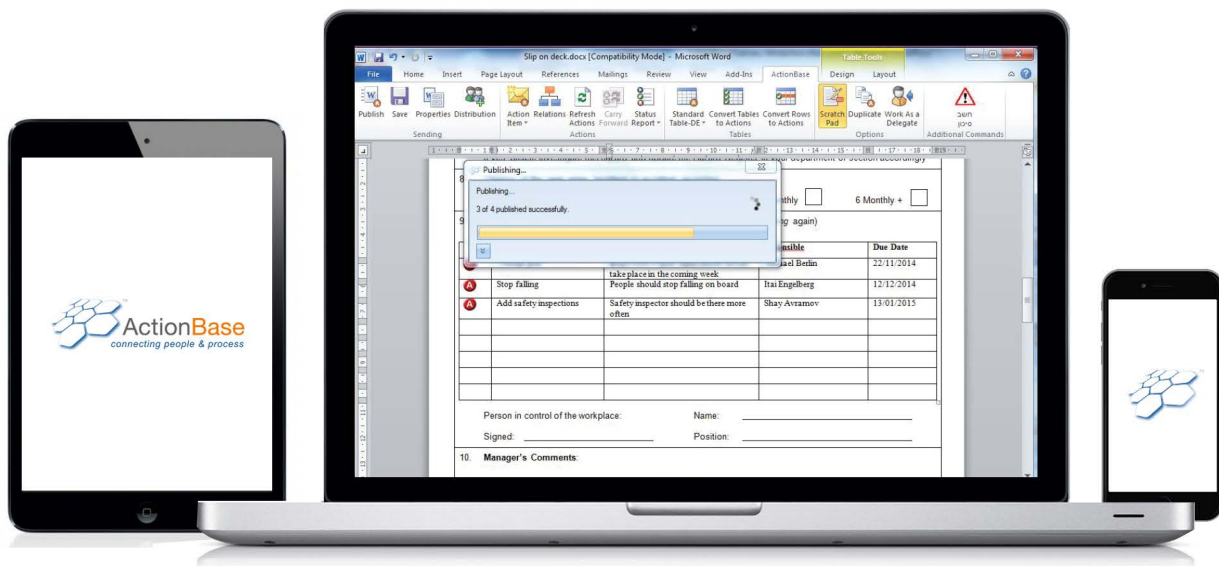 ActionBase
connecting people & process
Slip on deck.docx [Compatibility Mode] - Microsoft Word
Table Tools
File Home Insert Page Layout References Mailings Review View Add-Ins ActionBase Design Layout
Publish Save Properties Distribution Action Item Relations Refresh Actions Carry Forward Status Report Standard Table-DE Convert Tables to Actions Convert Rows to Actions Scratch Pad Duplicate Work As a Delegate חשב סיכון
Sending Actions Tables Options Additional Commands
Publishing...
Publishing...
3 of 4 published successfully.
6 Monthly +
again)
Due Date
Berlin 22/11/2014
take place in the coming week
Stop falling People should stop falling on board Itai Engelberg 12/12/2014
Add safety inspections Safety inspector should be there more often Shay Avramov 13/01/2015
Person in control of the workplace: Name:
Signed: Position:
10. Manager's Comments: